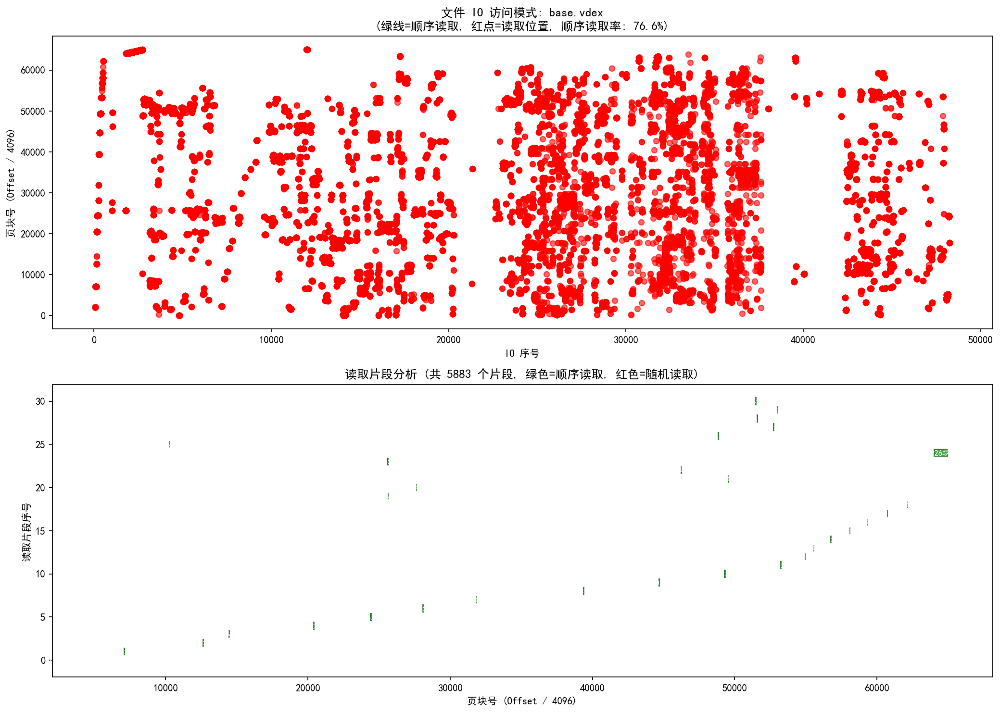 文件 IO 访问模式: base.vdex
(绿线=顺序读取, 红点=读取位置, 顺序读取率: 76.6%)
页块号 (Offset / 4096)
60000
50000
40000
30000
20000
10000
0
0 10000 20000 30000 40000 50000
IO 序号
读取片段分析 (共 5883 个片段, 绿色=顺序读取, 红色=随机读取)
读取片段序号
30
25
20
15
10
5
0
10000 20000 30000 40000 50000 60000
页块号 (Offset / 4096)